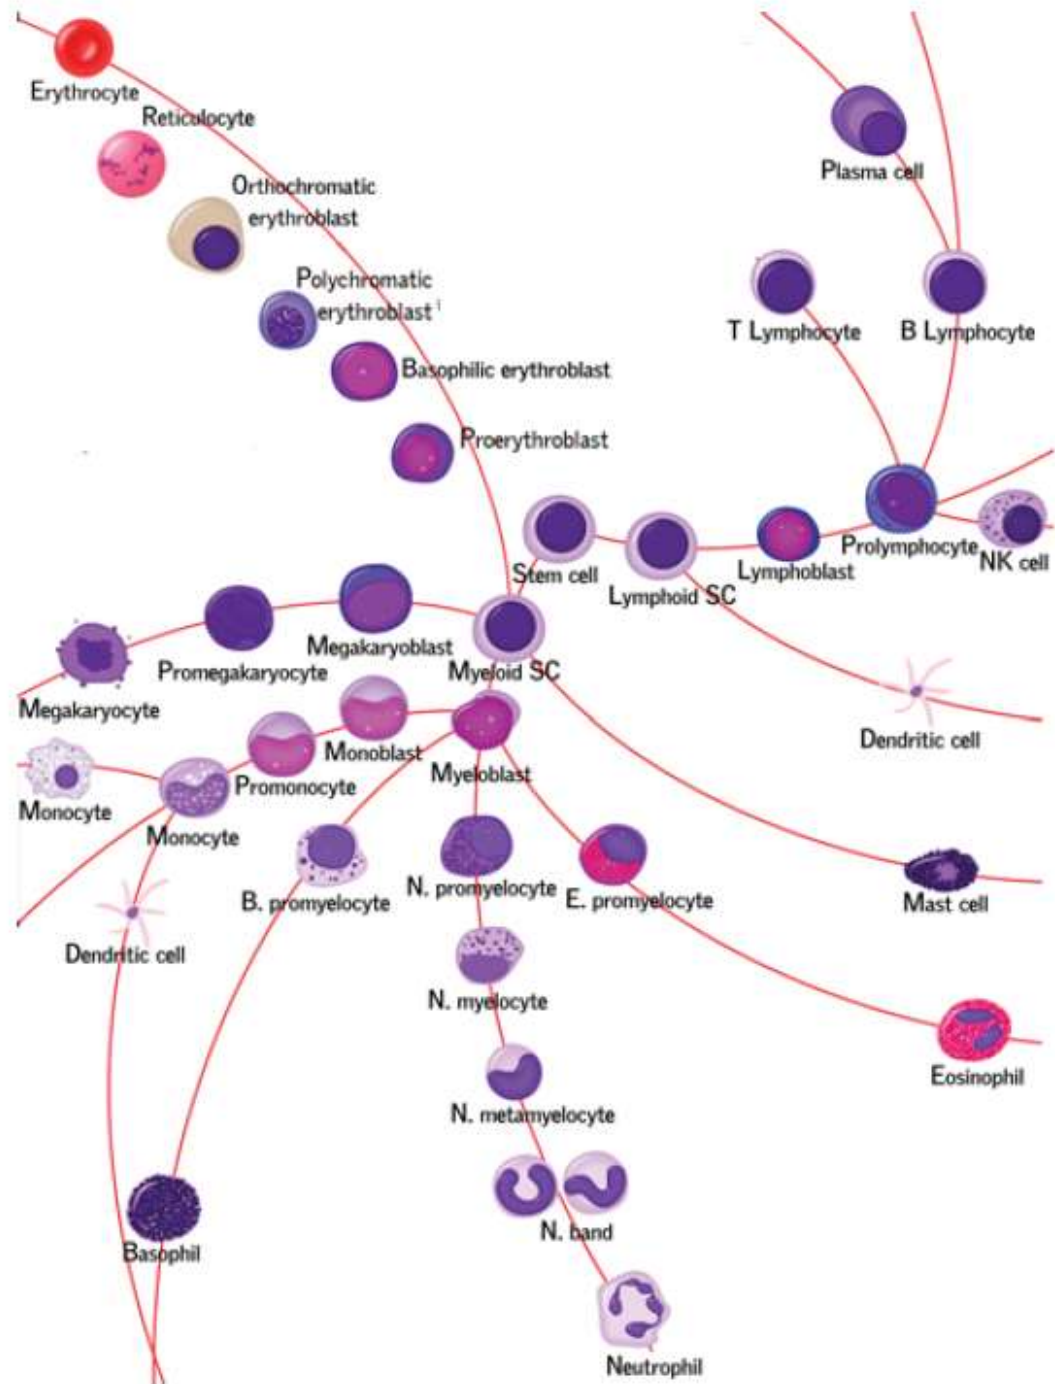 Erythrocyte
Reticulocyte
Orthochromatic
erythroblast
Plasma cell
Polychromatic
erythroblast
T Lymphocyte
B Lymphocyte
Basophilic erythroblast
Proerythroblast
Stem cell
Lymphoid SC
Lymphoblast
Prolymphocyte
NK cell
Megakaryocyte
Promegakaryocyte
Megakaryoblast
Myeloid SC
Dendritic cell
Monocyte
Monocyte
Promonocyte
Monoblast
Myeloblast
Dendritic cell
B. promyelocyte
N. promyelocyte
E. promyelocyte
Mast cell
N. myelocyte
Eosinophil
N. metamyelocyte
Basophil
N. band
Neutrophil